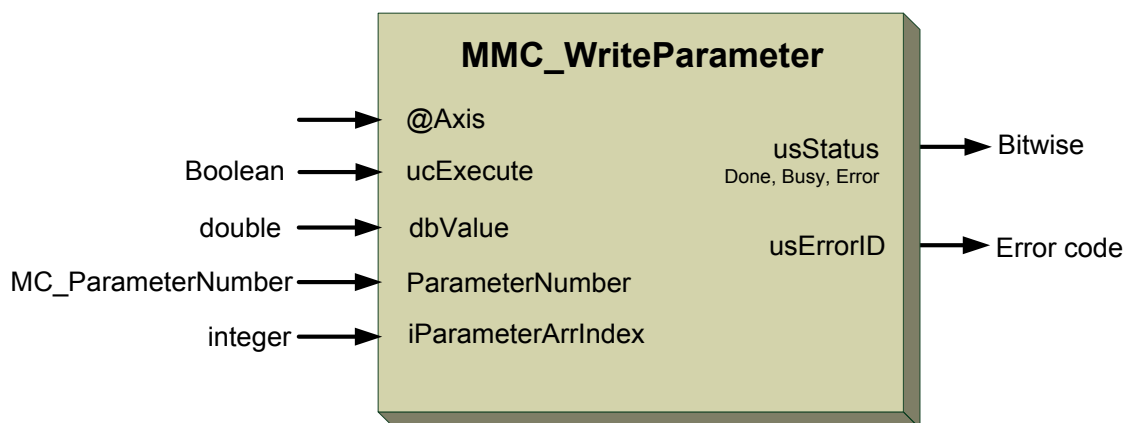 MMC_WriteParameter
@Axis
Boolean ucExecute
double dbValue
MC_ParameterNumber ParameterNumber
integer iParameterArrIndex
usStatus Bitwise
Done, Busy, Error
usErrorID Error code